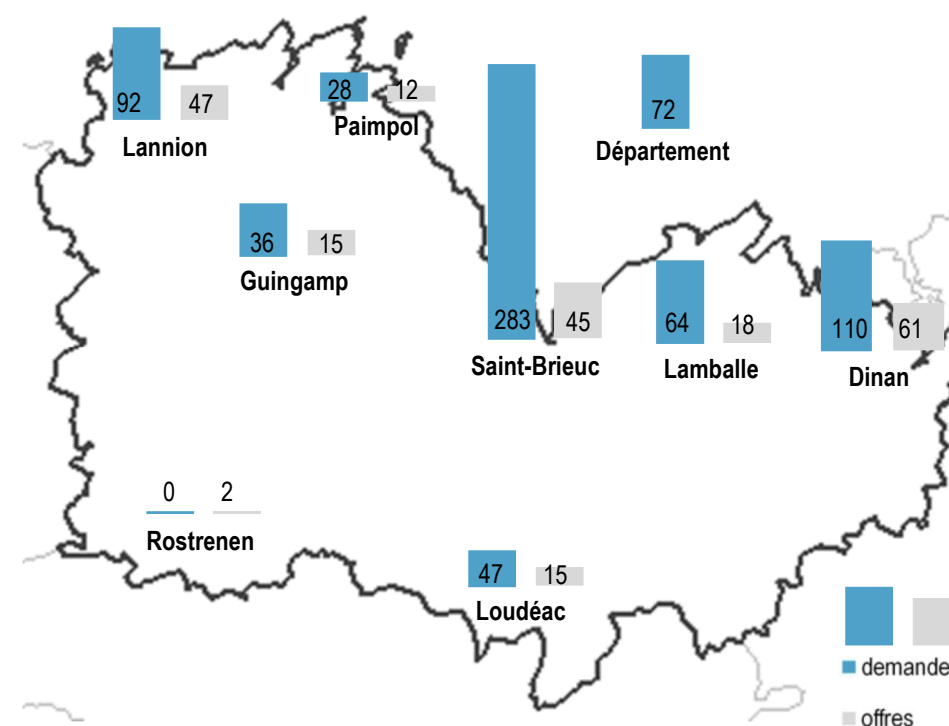 92 47
Lannion
28 12
Paimpol
72
Département
36 15
Guingamp
283 45
Saint-Brieuc
64 18
Lamballe
110 61
Dinan
0 2
Rostrenen
47 15
Loudéac
demande
offres